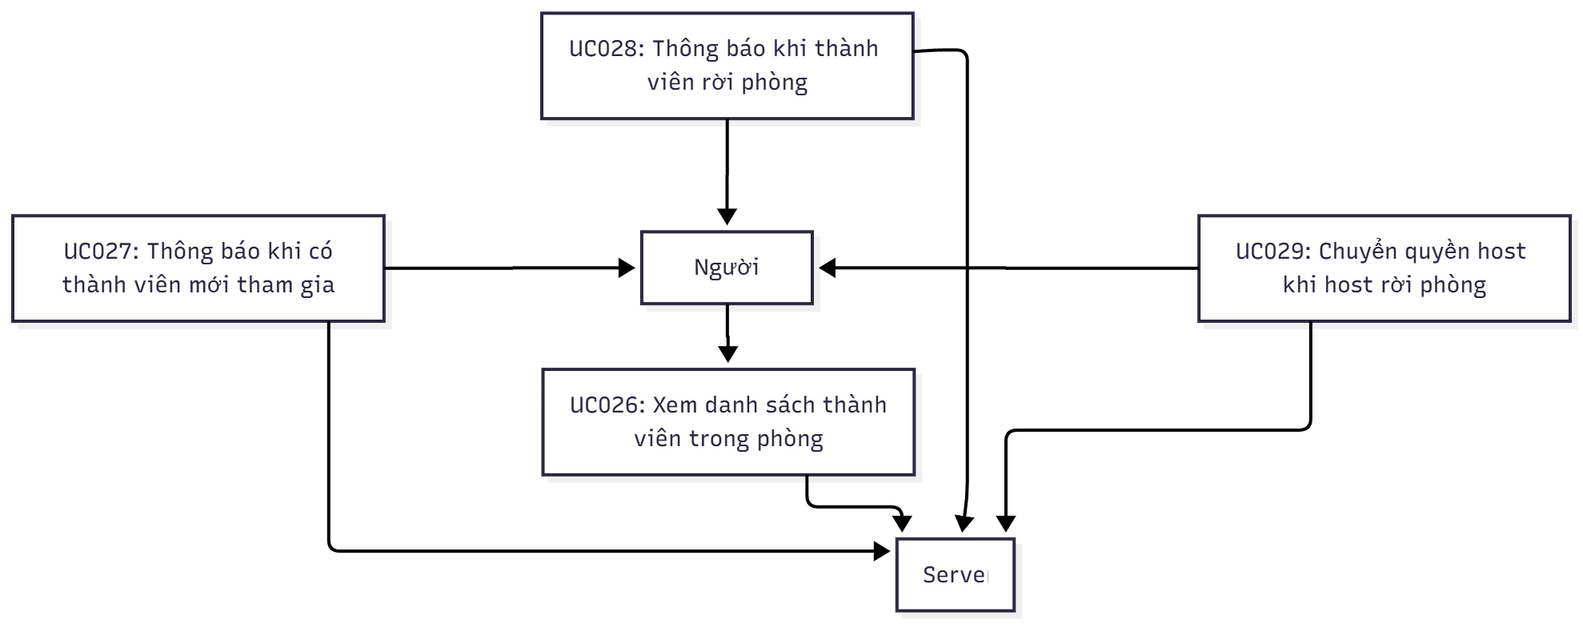 UC028: Thông báo khi thành
viên rời phòng
UC027: Thông báo khi có
thành viên mới tham gia
Người
UC029: Chuyển quyền host
khi host rời phòng
UC026: Xem danh sách thành
viên trong phòng
Server